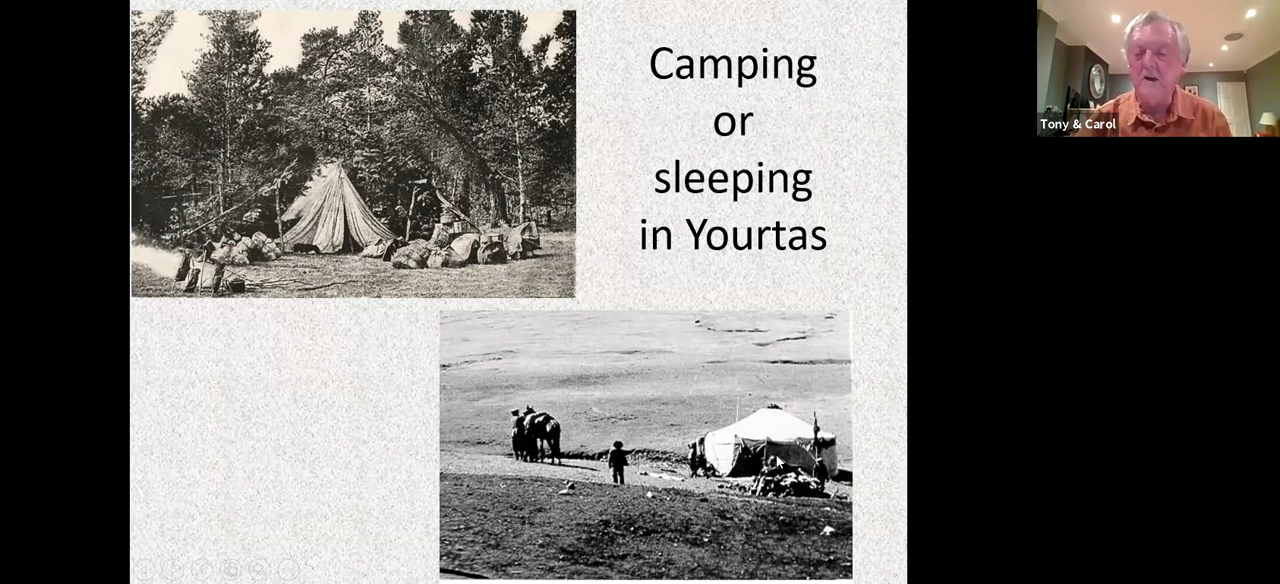 Camping
or
sleeping
in Yourtas
Tony & Carol